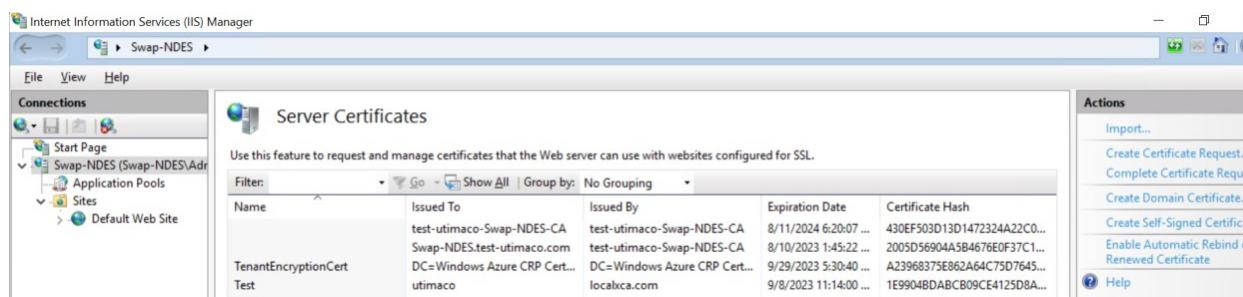 Internet Information Services (IIS) Manager
Swap-NDES
File View Help
Connections
Start Page
Swap-NDES (Swap-NDES\Adr
Application Pools
Sites
Default Web Site
Server Certificates
Use this feature to request and manage certificates that the Web server can use with websites configured for SSL.
Filter: Go Show All Group by: No Grouping
Name Issued To Issued By Expiration Date Certificate Hash
test-utimaco-Swap-NDES-CA test-utimaco-Swap-NDES-CA 8/11/2024 6:20:07 ... 430EF503D13D1472324A22C0...
Swap-NDES.test-utimaco.com test-utimaco-Swap-NDES-CA 8/10/2023 1:45:22 ... 2005D56904A5B4676E0F37C1...
TenantEncryptionCert DC=Windows Azure CRP Cert... DC=Windows Azure CRP Cert... 9/29/2023 5:30:40 ... A23968375E862A64C75D7645...
Test utimaco localxca.com 9/8/2023 11:14:00 ... 1E9904BDABCB09CE4125D8A...
Actions
Import...
Create Certificate Request.
Complete Certificate Requ
Create Domain Certificate.
Create Self-Signed Certific
Enable Automatic Rebind
Renewed Certificate
Help